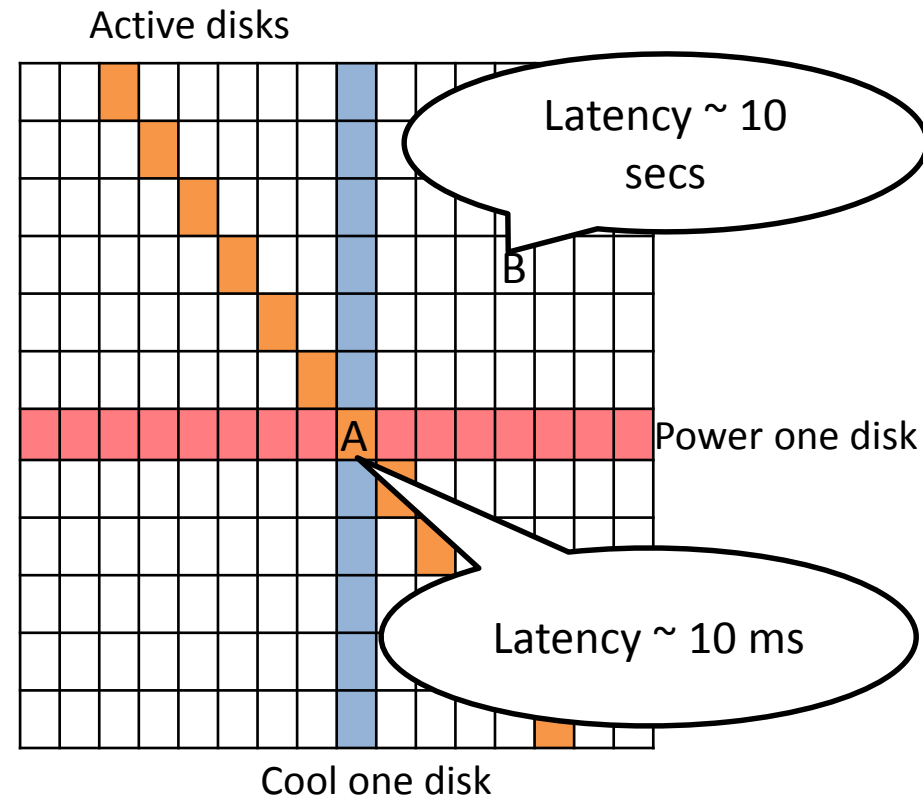 Active disks
Latency ~ 10
secs
B
A
Power one disk
Latency ~ 10 ms
Cool one disk